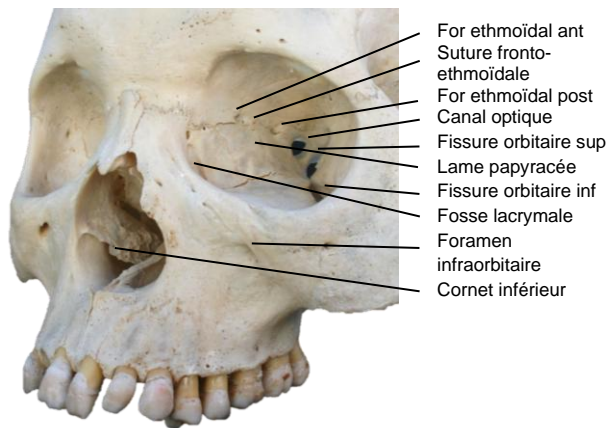 For ethmoïdal ant
Suture fronto-
ethmoïdale
For ethmoïdal post
Canal optique
Fissure orbitaire sup
Lame papyracée
Fissure orbitaire inf
Fosse lacrymale
Foramen
infraorbitaire
Cornet inférieur